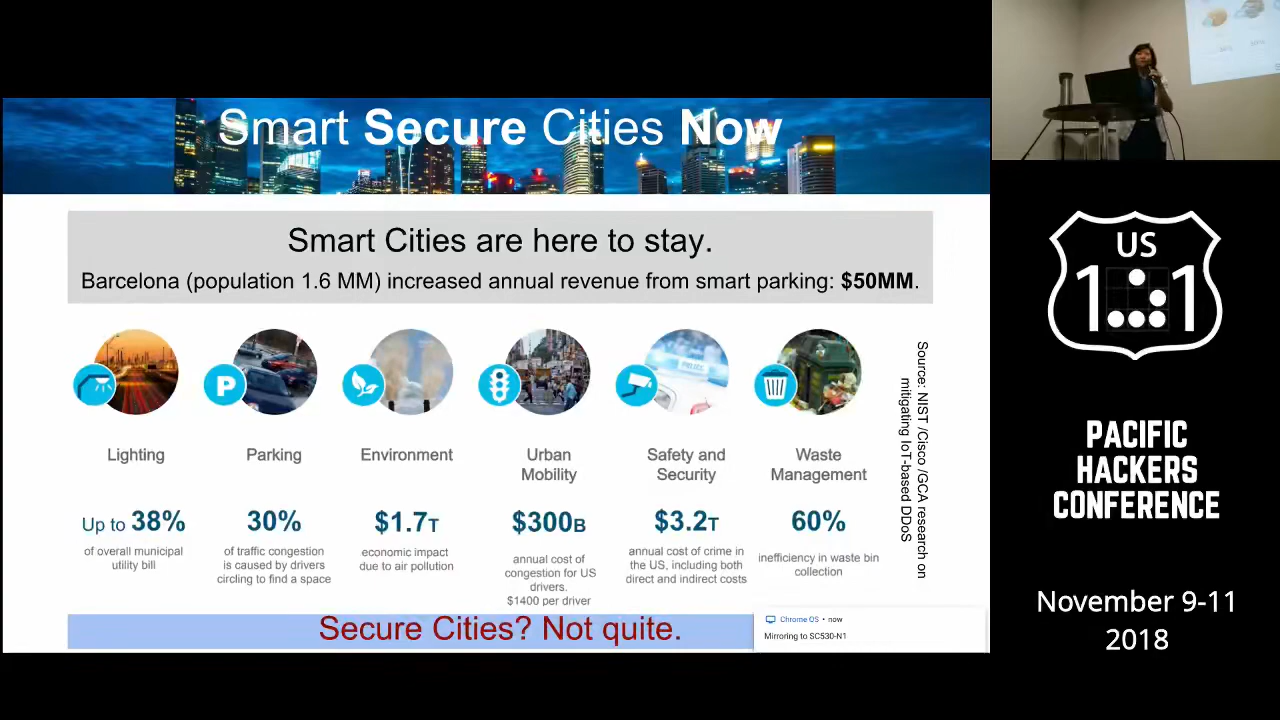 Smart Secure Cities Now
Smart Cities are here to stay.
Barcelona (population 1.6 MM) increased annual revenue from smart parking: $50MM.
P
POLICE
Lighting
Up to 38%
of overall municipal
utility bill
Parking
30%
of traffic congestion
is caused by drivers
circling to find a space
Environment
$1.7T
economic impact
due to air pollution
Urban
Mobility
$300B
annual cost of
congestion for US
drivers.
$1400 per driver
Safety and
Security
$3.2T
annual cost of crime in
the US, including both
direct and indirect costs
Waste
Management
60%
inefficiency in waste bin
collection
Source: NIST /Cisco /GCA research on
mitigating IoT-based DDoS
Secure Cities? Not quite.
Chrome OS • now
Mirroring to SC530-N1
US
1 1
PACIFIC
HACKERS
CONFERENCE
November 9-11
2018